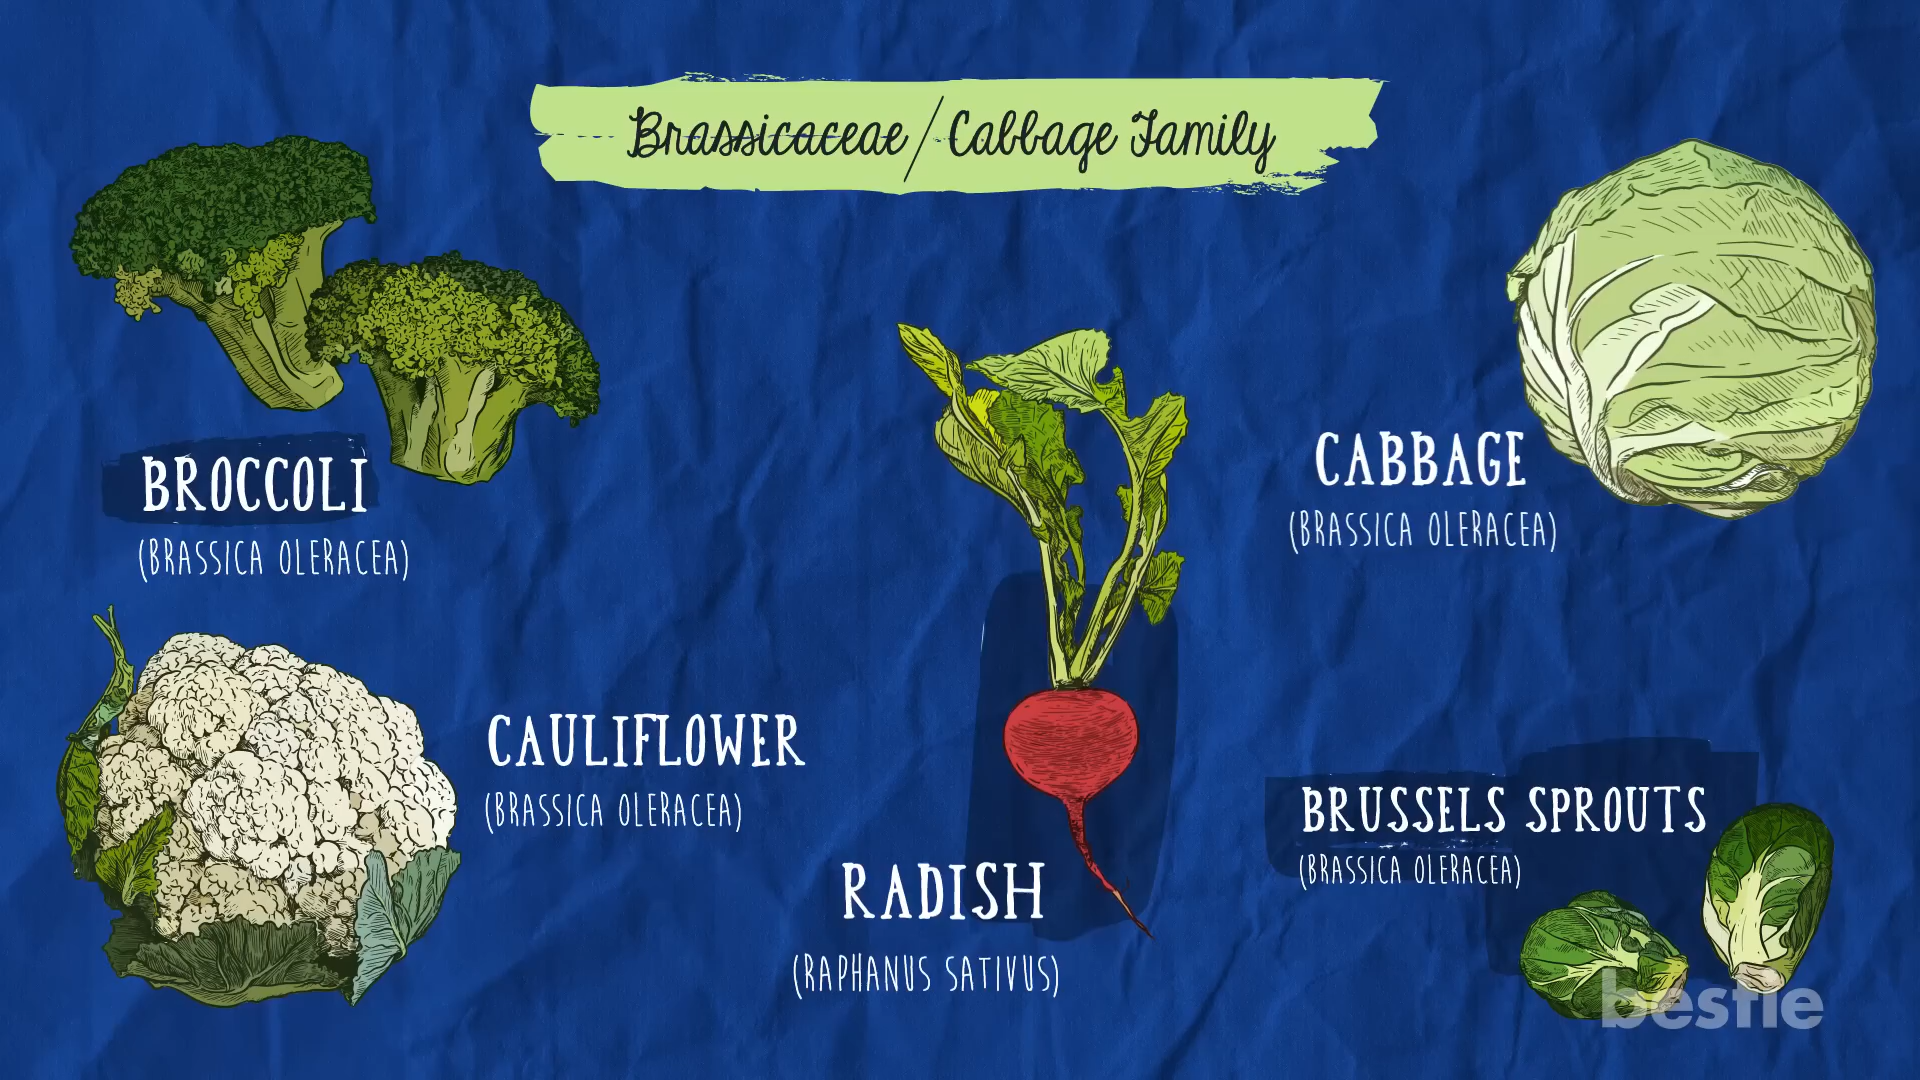 Brassicaceae/Cabbage Family
BROCCOLI
(BRASSICA OLERACEA)
CABBAGE
(BRASSICA OLERACEA)
CAULIFLOWER
(BRASSICA OLERACEA)
RADISH
(RAPHANUS SATIVUS)
BRUSSELS SPROUTS
(BRASSICA OLERACEA)
bestie